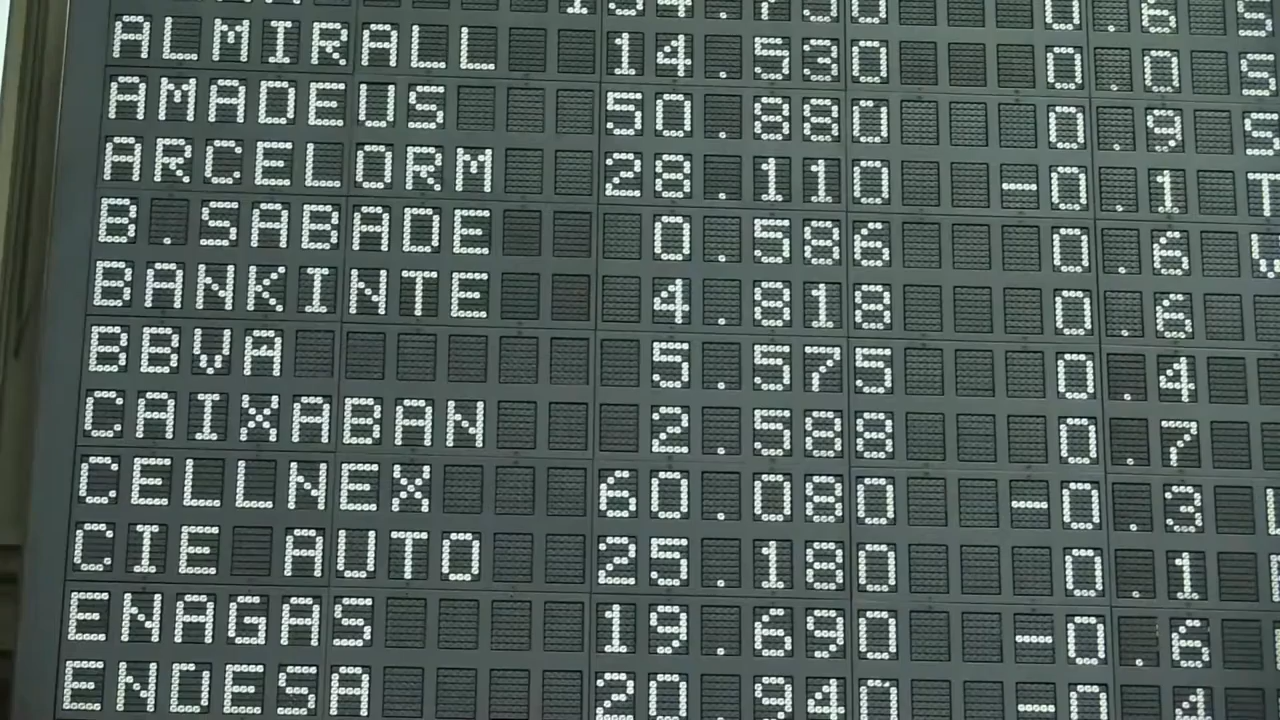 ALMIRALL 14.530 0.0 S
AMADEUS 50.880 0.9 S
ARCELORM 28.110 -0.1 T
B.SABADE 0.586 0.6
BANKINTE 4.818 0.6
BBVA 5.575 0.4
CAIXABAN 2.588 0.7
CELLNEX 60.080 -0.3
CIE AUTO 25.180 0.1
ENAGAS 19.690 -0.6
ENDESA 20.940 -0.4